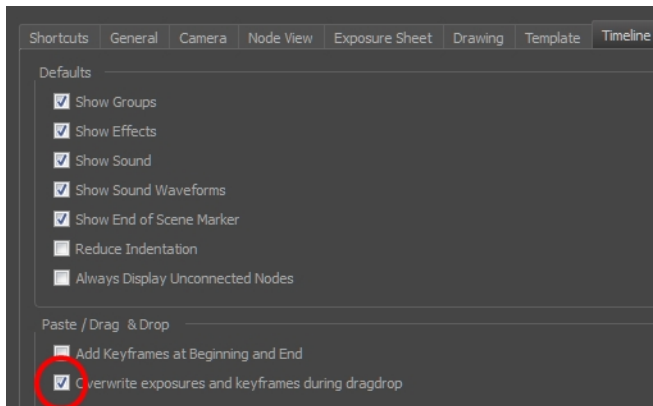 Shortcuts General Camera Node View Exposure Sheet Drawing Template Timeline
Defaults
Show Groups
Show Effects
Show Sound
Show Sound Waveforms
Show End of Scene Marker
Reduce Indentation
Always Display Unconnected Nodes
Paste / Drag & Drop
Add Keyframes at Beginning and End
Overwrite exposures and keyframes during dragdrop